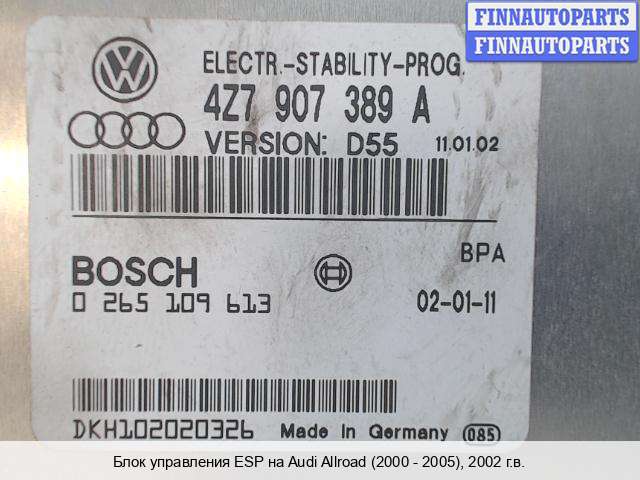 FINNAUTOPARTS
FINNAUTOPARTS
ELECTR.-STABILITY-PROG.
4Z7 907 389 A
VERSION: D55 11.01.02
BPA
BOSCH
0 265 109 613 02-01-11
DKH102020326 Made in Germany 085
Блок управления ESP на Audi Allroad (2000 - 2005), 2002 г.в.